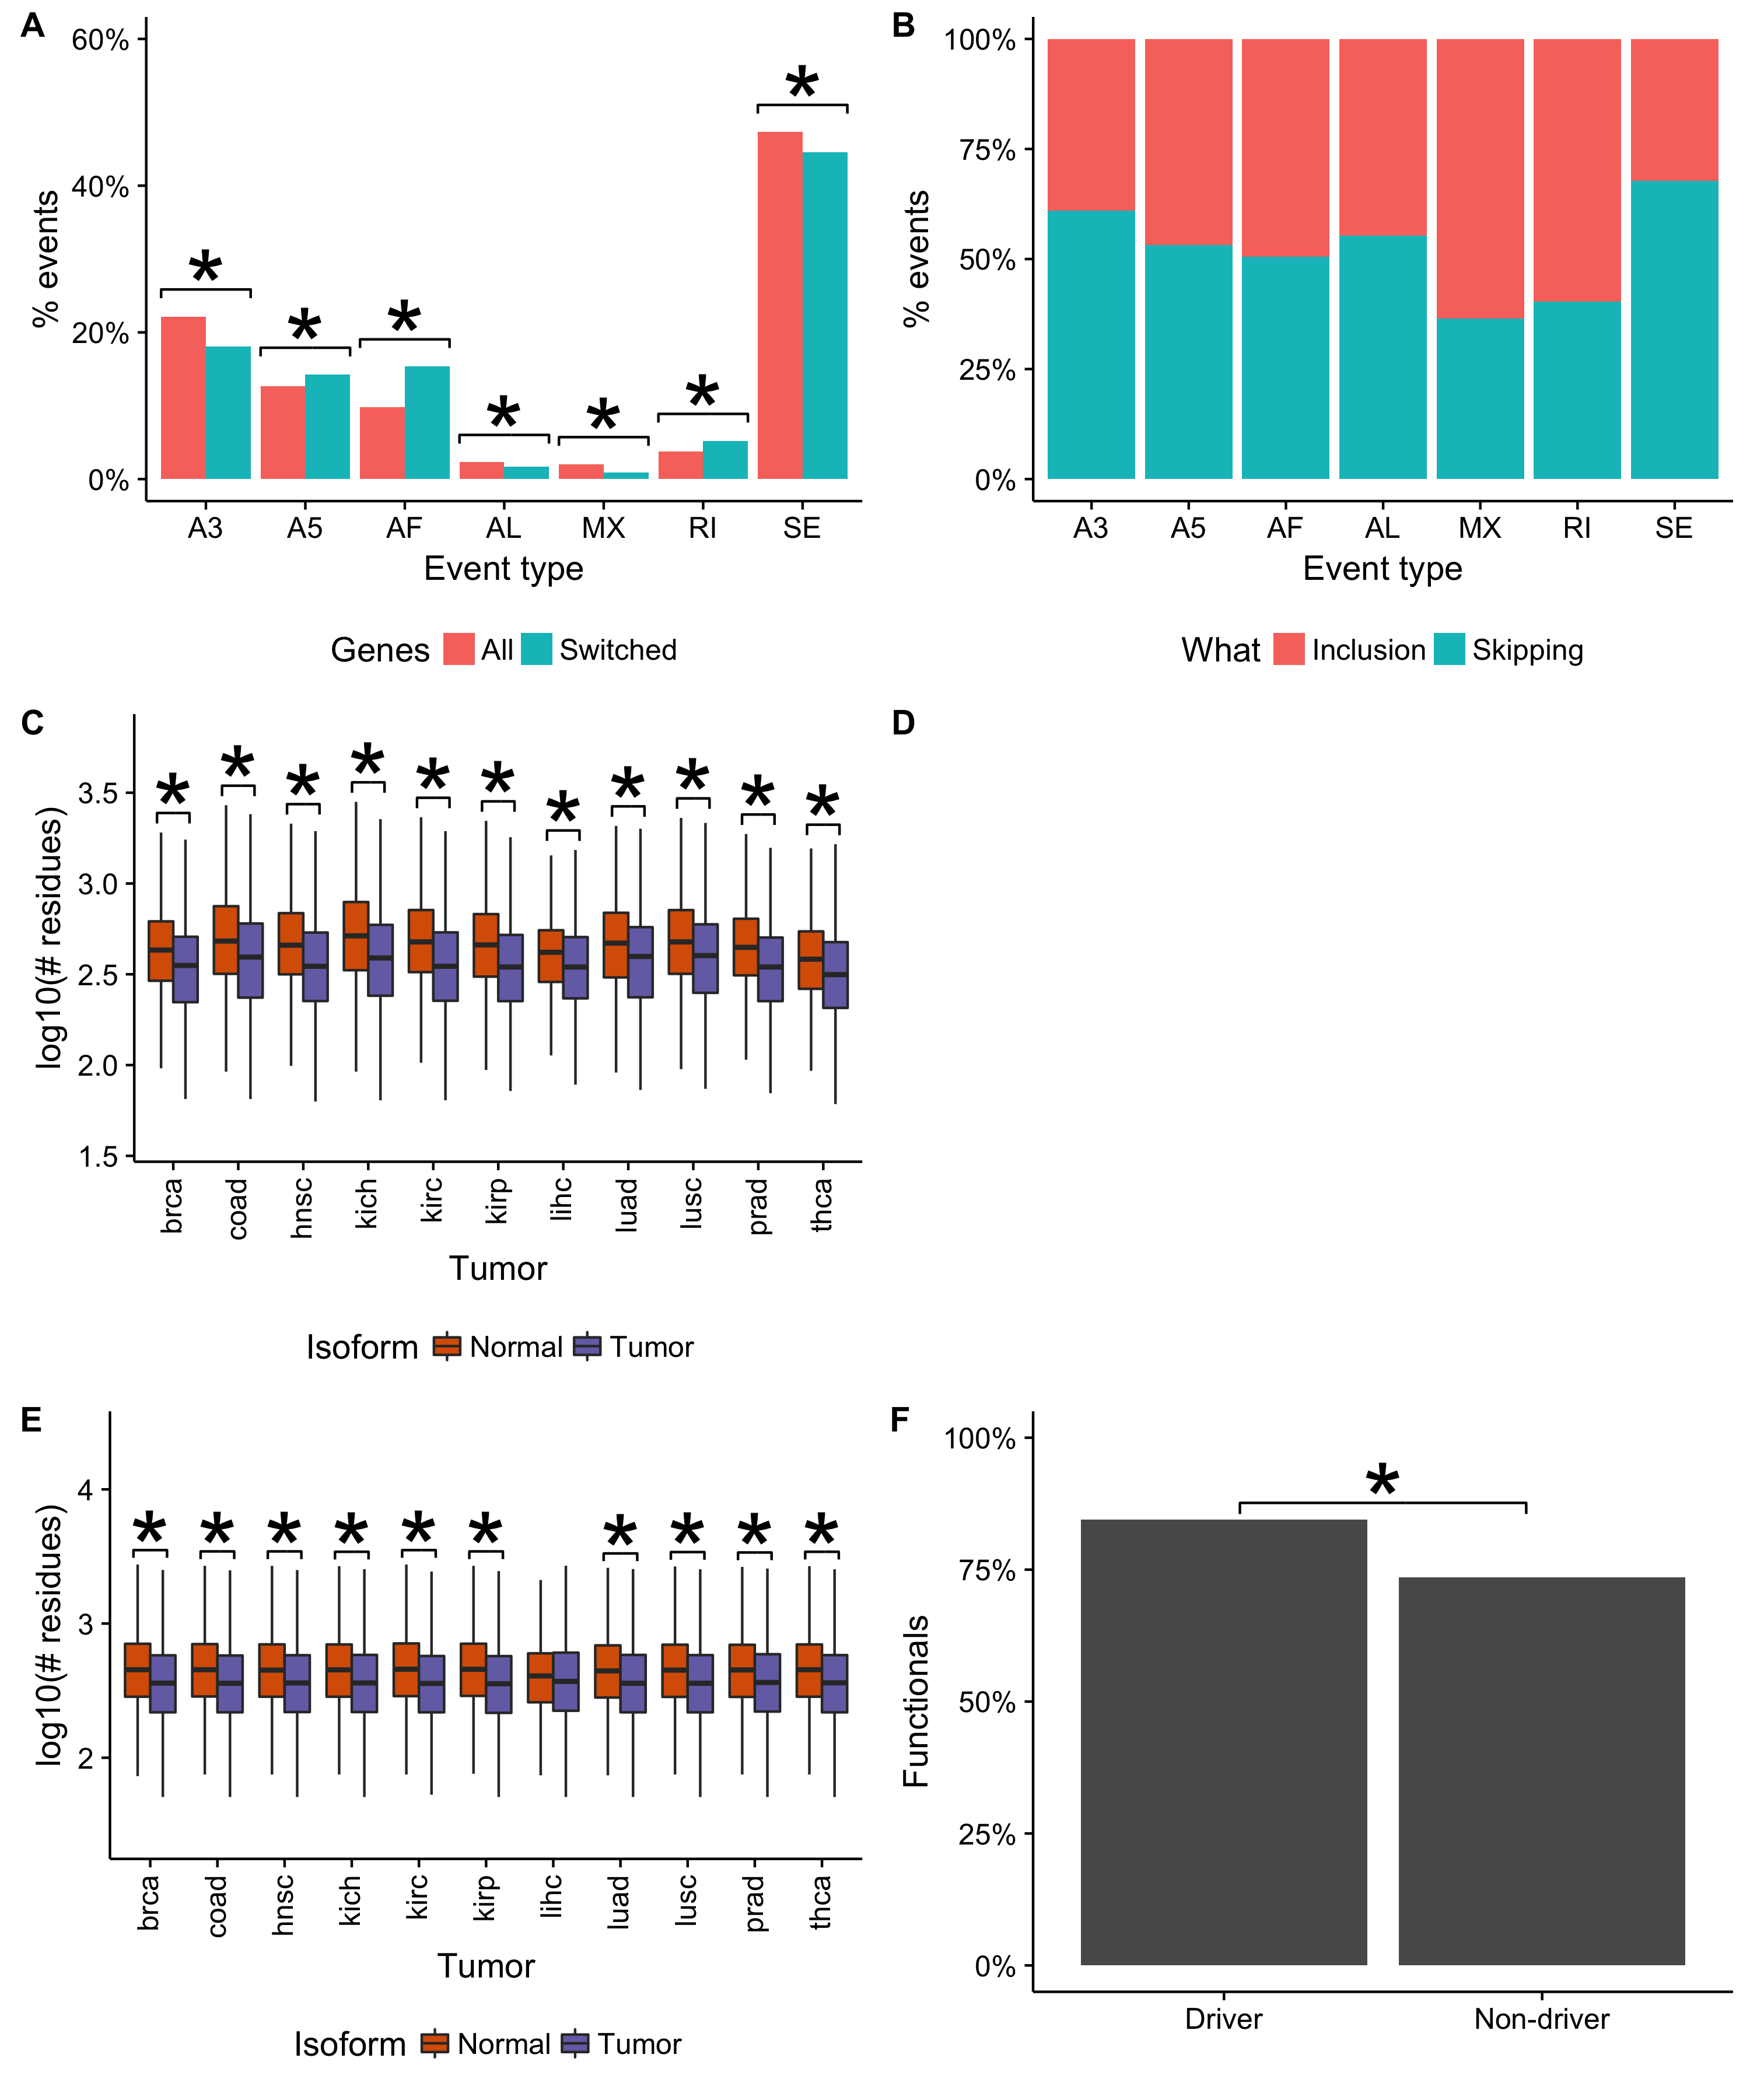 A
60%
40%
20%
0%
% events
* * * * * * *
A3 A5 AF AL MX RI SE
Event type
Genes All Switched
B
100%
75%
50%
25%
0%
% events
A3 A5 AF AL MX RI SE
Event type
What Inclusion Skipping
C
3.5
3.0
2.5
2.0
1.5
log10(# residues)
* * * * * * * * * * *
brca coad hnsc kich kirc kirp lihc luad lusc prad thca
Tumor
Isoform Normal Tumor
D
E
4
3
2
log10(# residues)
* * * * * * * * * *
brca coad hnsc kich kirc kirp lihc luad lusc prad thca
Tumor
Isoform Normal Tumor
F
100%
75%
50%
25%
0%
Functionals
*
Driver Non-driver